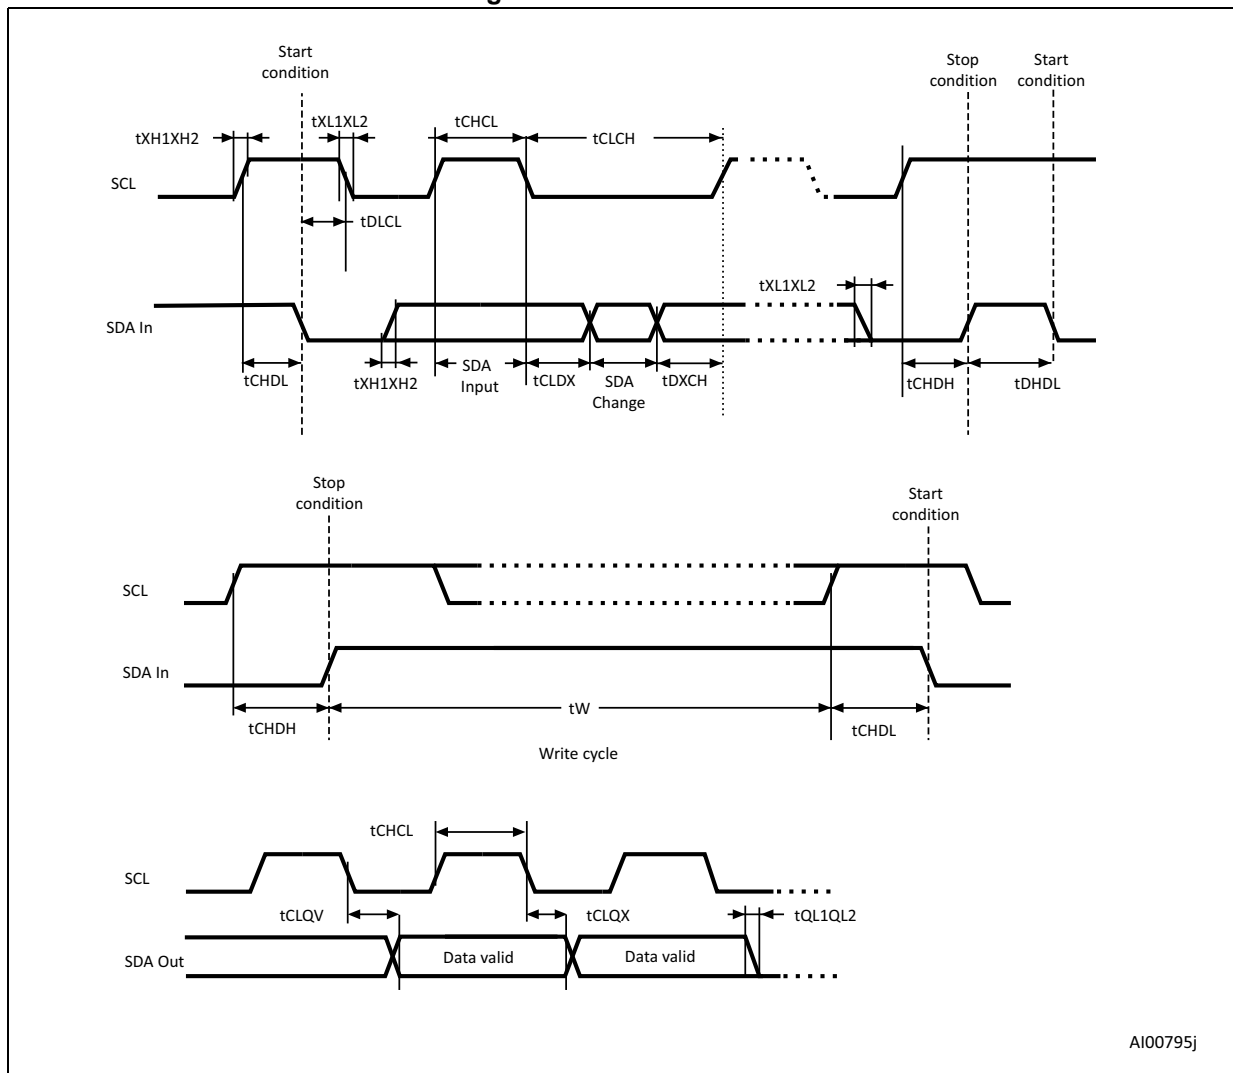 Start
condition
Stop
condition
Start
condition
tXH1XH2
tXL1XL2
tCHCL
tCLCH
SCL
tDLCL
tXL1XL2
SDA In
tCHDL
tXH1XH2
SDA
Input
tCLDX
SDA
Change
tDXCH
tCHDH
tDHDL
Stop
condition
Start
condition
SCL
SDA In
tCHDH
tW
tCHDL
Write cycle
tCHCL
SCL
tCLQV
tCLQX
tQL1QL2
SDA Out
Data valid
Data valid
AI00795j